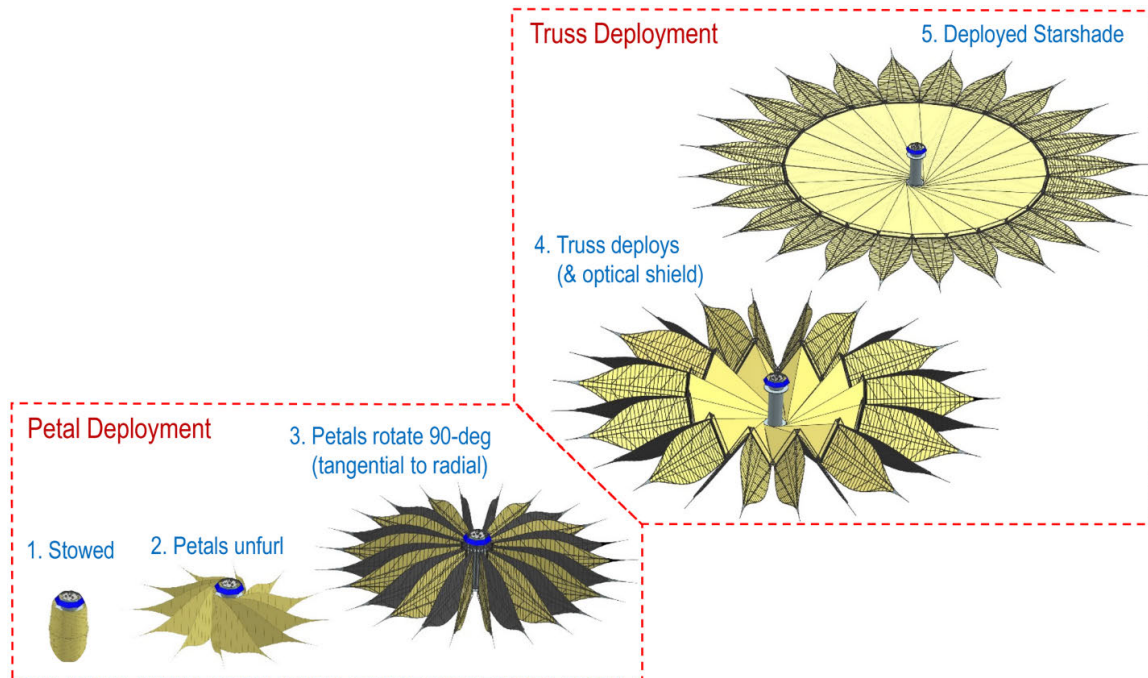 Truss Deployment
5. Deployed Starshade
4. Truss deploys
(& optical shield)
Petal Deployment
3. Petals rotate 90-deg
(tangential to radial)
1. Stowed
2. Petals unfurl